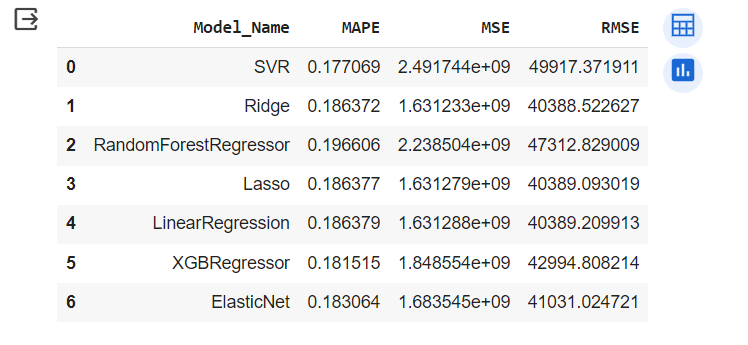 Model_Name MAPE MSE RMSE
0 SVR 0.177069 2.491744e+09 49917.371911
1 Ridge 0.186372 1.631233e+09 40388.522627
2 RandomForestRegressor 0.196606 2.238504e+09 47312.829009
3 Lasso 0.186377 1.631279e+09 40389.093019
4 LinearRegression 0.186379 1.631288e+09 40389.209913
5 XGBRegressor 0.181515 1.848554e+09 42994.808214
6 ElasticNet 0.183064 1.683545e+09 41031.024721